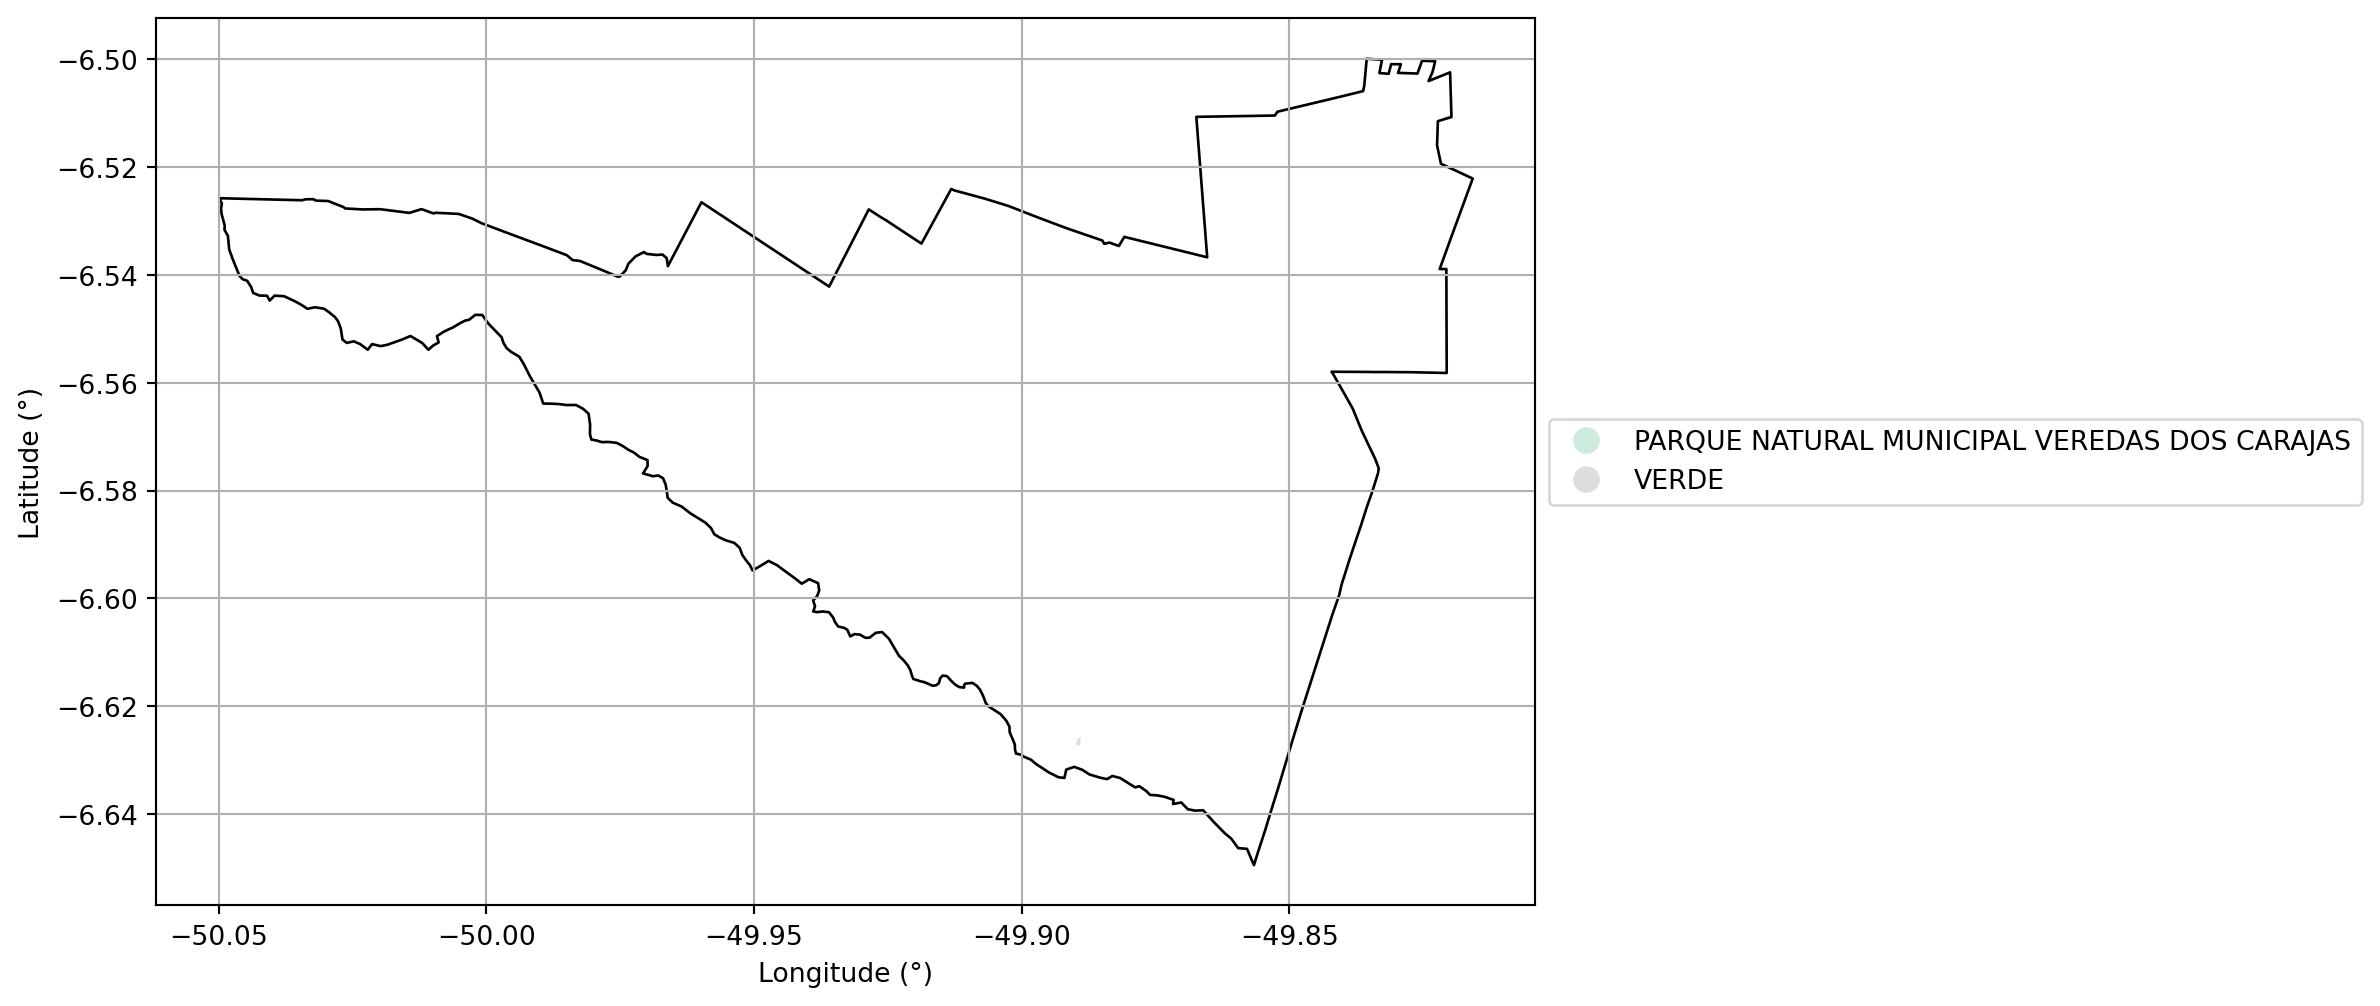 −6.50
−6.52
−6.54
−6.56
−6.58
−6.60
−6.62
−6.64
Latitude (°)
−50.05 −50.00 −49.95 −49.90 −49.85
Longitude (°)
PARQUE NATURAL MUNICIPAL VEREDAS DOS CARAJAS
VERDE